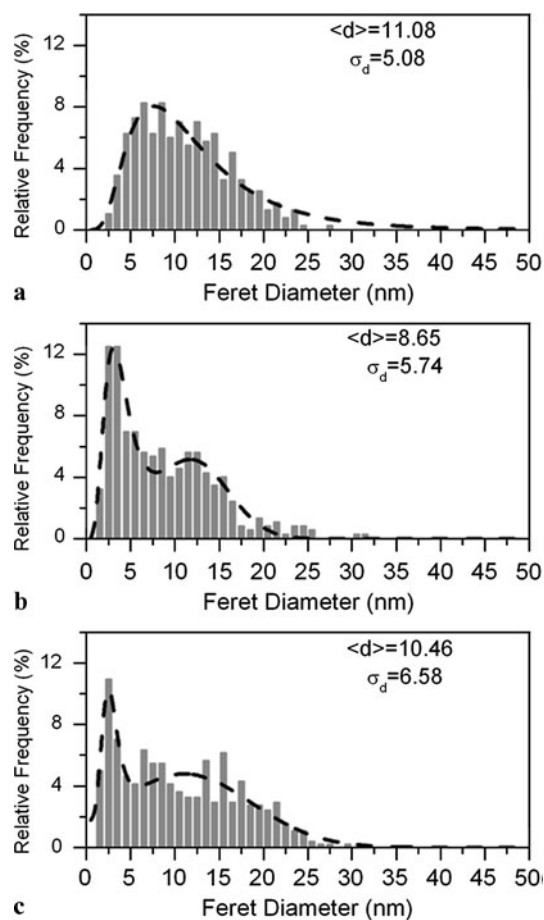 <d>=11.08
σd=5.08
12
8
4
0
Relative Frequency (%)
0 5 10 15 20 25 30 35 40 45 50
Feret Diameter (nm)
a
<d>=8.65
σd=5.74
12
8
4
0
Relative Frequency (%)
0 5 10 15 20 25 30 35 40 45 50
Feret Diameter (nm)
b
<d>=10.46
σd=6.58
12
8
4
0
Relative Frequency (%)
0 5 10 15 20 25 30 35 40 45 50
Feret Diameter (nm)
c